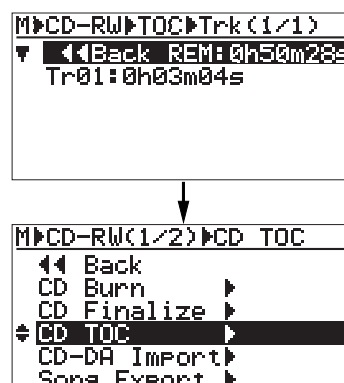 M▶CD-RW▶TOC▶Trk(1/1)
▼ ◀◀Back REM:0h50m28s
Tr01:0h03m04s
M▶CD-RW(1/2)▶CD TOC
◀◀ Back
CD Burn ▶
CD Finalize ▶
CD TOC ▶
CD-DA Import▶
Song Export ▶